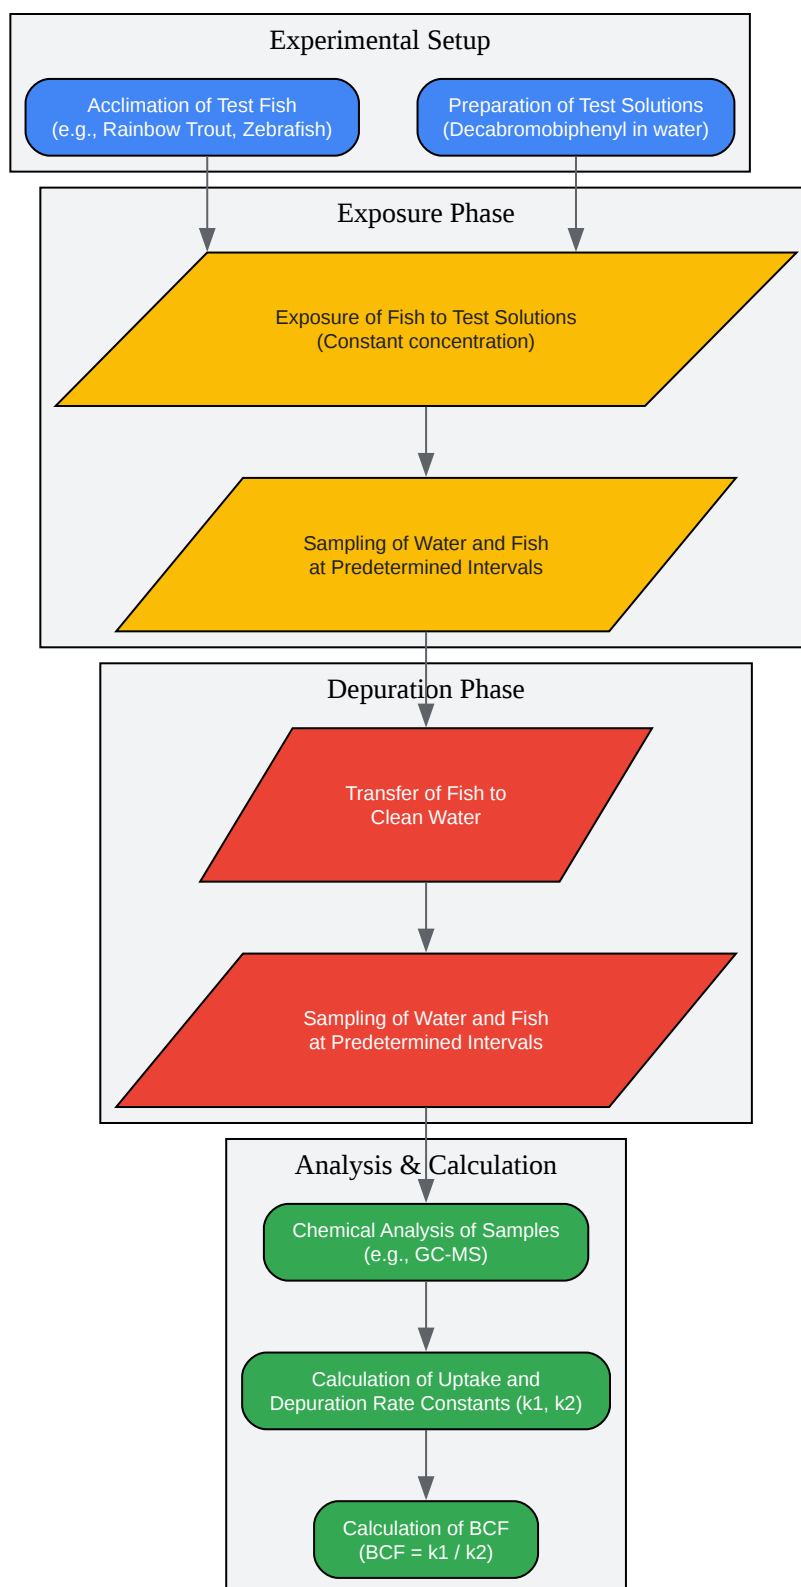 Experimental Setup
Acclimation of Test Fish
(e.g., Rainbow Trout, Zebrafish)
Preparation of Test Solutions
(Decabromobiphenyl in water)
Exposure Phase
Exposure of Fish to Test Solutions
(Constant concentration)
Sampling of Water and Fish
at Predetermined Intervals
Depuration Phase
Transfer of Fish to
Clean Water
Sampling of Water and Fish
at Predetermined Intervals
Analysis & Calculation
Chemical Analysis of Samples
(e.g., GC-MS)
Calculation of Uptake and
Depuration Rate Constants (k1, k2)
Calculation of BCF
(BCF = k1 / k2)